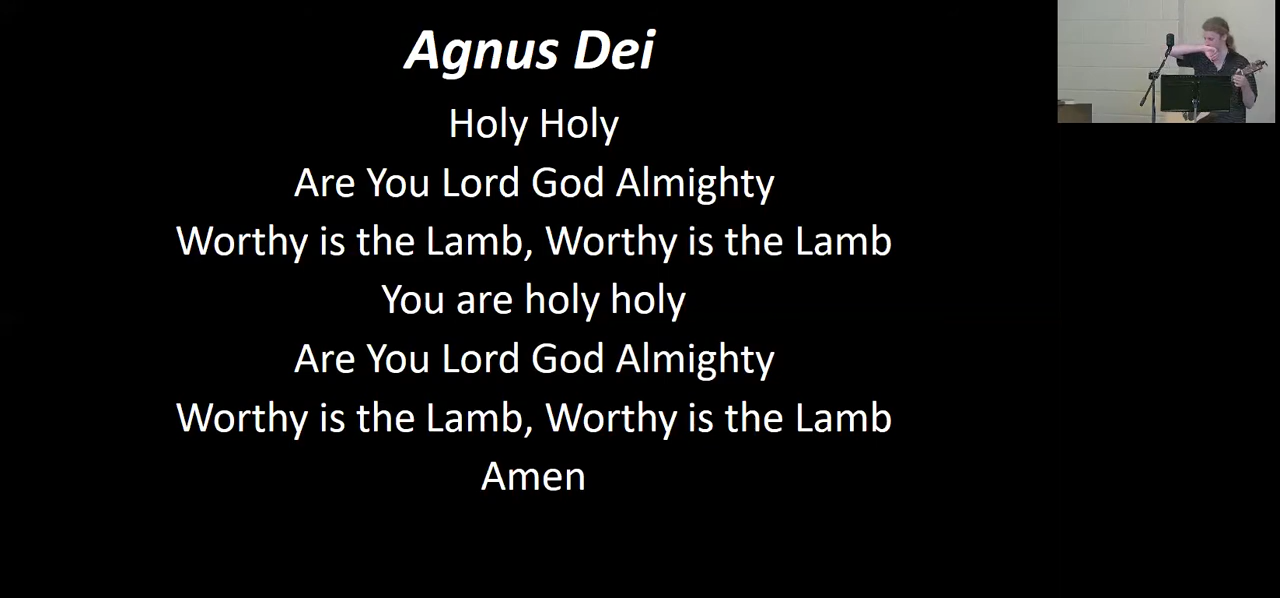 Agnus Dei
Holy Holy
Are You Lord God Almighty
Worthy is the Lamb, Worthy is the Lamb
You are holy holy
Are You Lord God Almighty
Worthy is the Lamb, Worthy is the Lamb
Amen